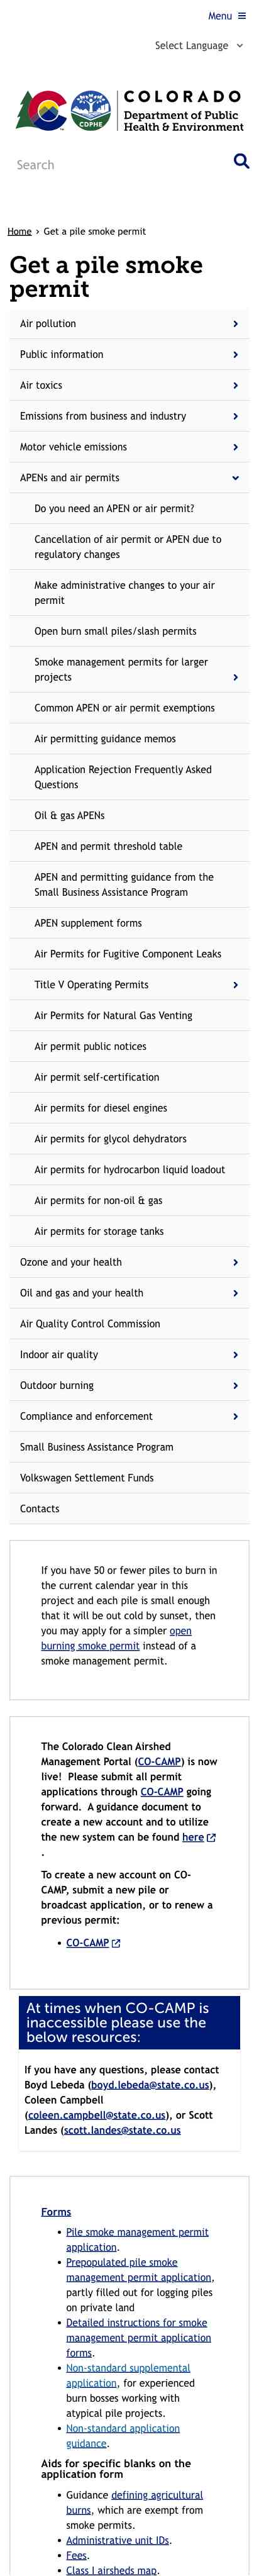 Menu
Select Language
COLORADO
Department of Public
Health & Environment
CDPHE
Search
Home › Get a pile smoke permit
Get a pile smoke
permit
Air pollution
Public information
Air toxics
Emissions from business and industry
Motor vehicle emissions
APENs and air permits
Do you need an APEN or air permit?
Cancellation of air permit or APEN due to
regulatory changes
Make administrative changes to your air
permit
Open burn small piles/slash permits
Smoke management permits for larger
projects
Common APEN or air permit exemptions
Air permitting guidance memos
Application Rejection Frequently Asked
Questions
Oil & gas APENs
APEN and permit threshold table
APEN and permitting guidance from the
Small Business Assistance Program
APEN supplement forms
Air Permits for Fugitive Component Leaks
Title V Operating Permits
Air Permits for Natural Gas Venting
Air permit public notices
Air permit self-certification
Air permits for diesel engines
Air permits for glycol dehydrators
Air permits for hydrocarbon liquid loadout
Air permits for non-oil & gas
Air permits for storage tanks
Ozone and your health
Oil and gas and your health
Air Quality Control Commission
Indoor air quality
Outdoor burning
Compliance and enforcement
Small Business Assistance Program
Volkswagen Settlement Funds
Contacts
If you have 50 or fewer piles to burn in
the current calendar year in this
project and each pile is small enough
that it will be out cold by sunset, then
you may apply for a simpler open
burning smoke permit instead of a
smoke management permit.
The Colorado Clean Airshed
Management Portal (CO-CAMP) is now
live!  Please submit all permit
applications through CO-CAMP going
forward.  A guidance document to
create a new account and to utilize
the new system can be found here
.
To create a new account on CO-
CAMP, submit a new pile or
broadcast application, or to renew a
previous permit:
• CO-CAMP
At times when CO-CAMP is
inaccessible please use the
below resources:
If you have any questions, please contact
Boyd Lebeda (boyd.lebeda@state.co.us),
Coleen Campbell
(coleen.campbell@state.co.us), or Scott
Landes (scott.landes@state.co.us
Forms
• Pile smoke management permit
application.
• Prepopulated pile smoke
management permit application,
partly filled out for logging piles
on private land
• Detailed instructions for smoke
management permit application
forms.
• Non-standard supplemental
application, for experienced
burn bosses working with
atypical pile projects.
• Non-standard application
guidance.
Aids for specific blanks on the
application form
• Guidance defining agricultural
burns, which are exempt from
smoke permits.
• Administrative unit IDs.
• Fees.
• Class I airsheds map.